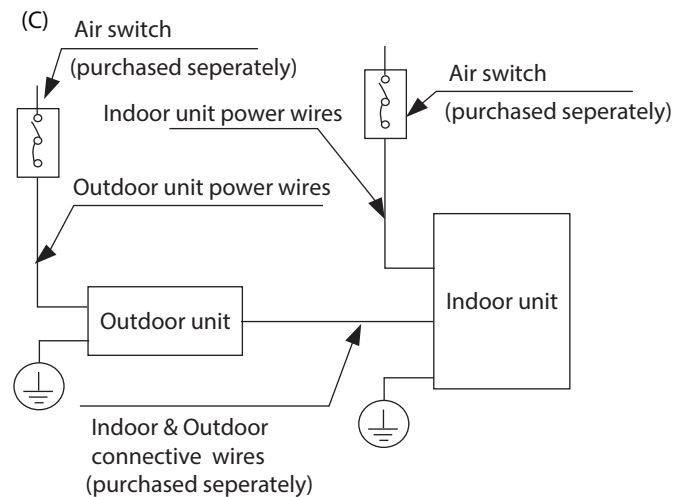 (C)
Air switch
(purchased seperately)
Air switch
(purchased seperately)
Indoor unit power wires
Outdoor unit power wires
Outdoor unit
Indoor unit
Indoor & Outdoor
connective wires
(purchased seperately)